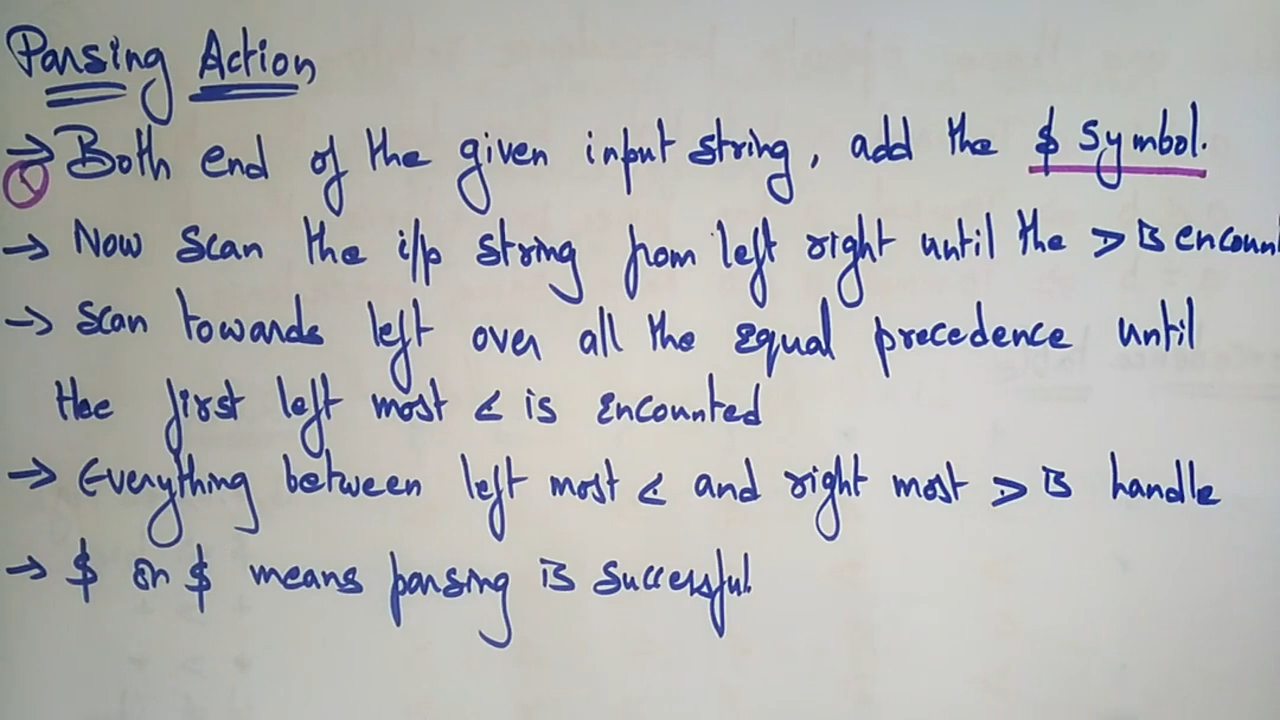 Parsing Action
→ Both end of the given input string, add the $ symbol.
→ Now scan the i/p string from left right until the ⋗ is encount
→ scan towards left over all the equal precedence until
the first left most ⋖ is encounted
→ Everything between left most ⋖ and right most ⋗ is handle
→ $ on $ means parsing is successful.